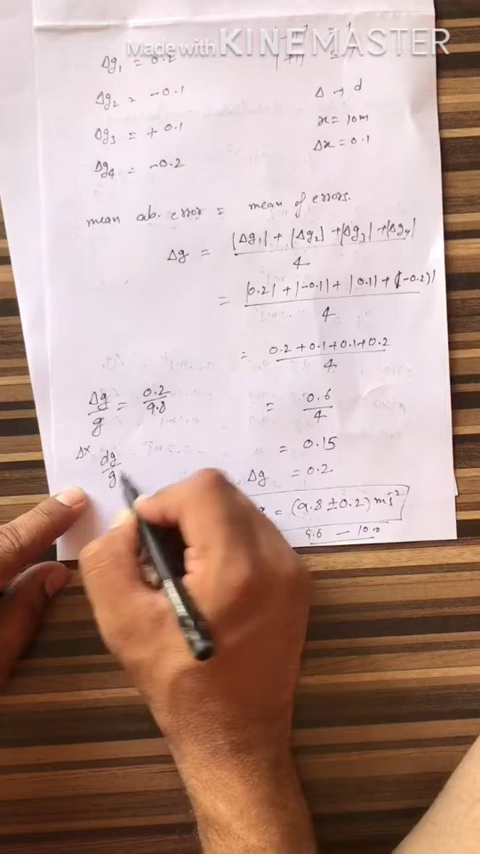 Made with KINEMASTER
Δg₁ = 0.2
Δg₂ = -0.1
Δg₃ = + 0.1
Δg₄ = -0.2
Δ → d
x = 10m
Δx = 0.1
mean ab. error = mean of errors.
Δg = |Δg₁| + |Δg₂| + |Δg₃| + |Δg₄| / 4
= |0.2| + |-0.1| + |0.1| + |(-0.2)| / 4
= 0.2 + 0.1 + 0.1 + 0.2 / 4
Δg/g = 0.2/9.8
= 0.6/4
Δx
dg/g
= 0.15
Δg = 0.2
= (9.8 ± 0.2) ms⁻²
9.6 — 10.0